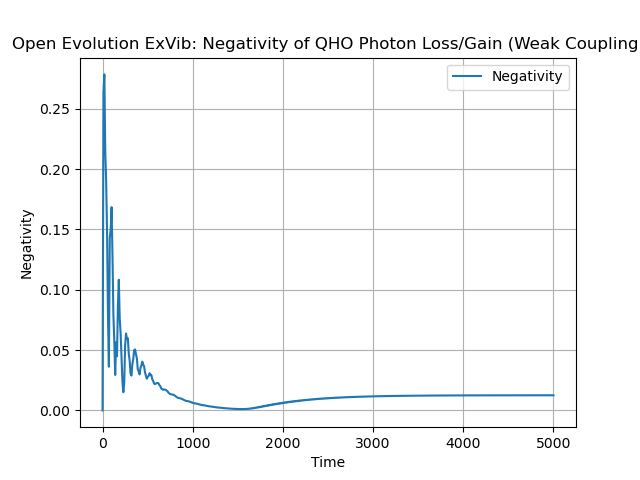 Open Evolution ExVib: Negativity of QHO Photon Loss/Gain (Weak Coupling
Negativity
0.25
0.20
0.15
0.10
0.05
0.00
Negativity
0 1000 2000 3000 4000 5000
Time